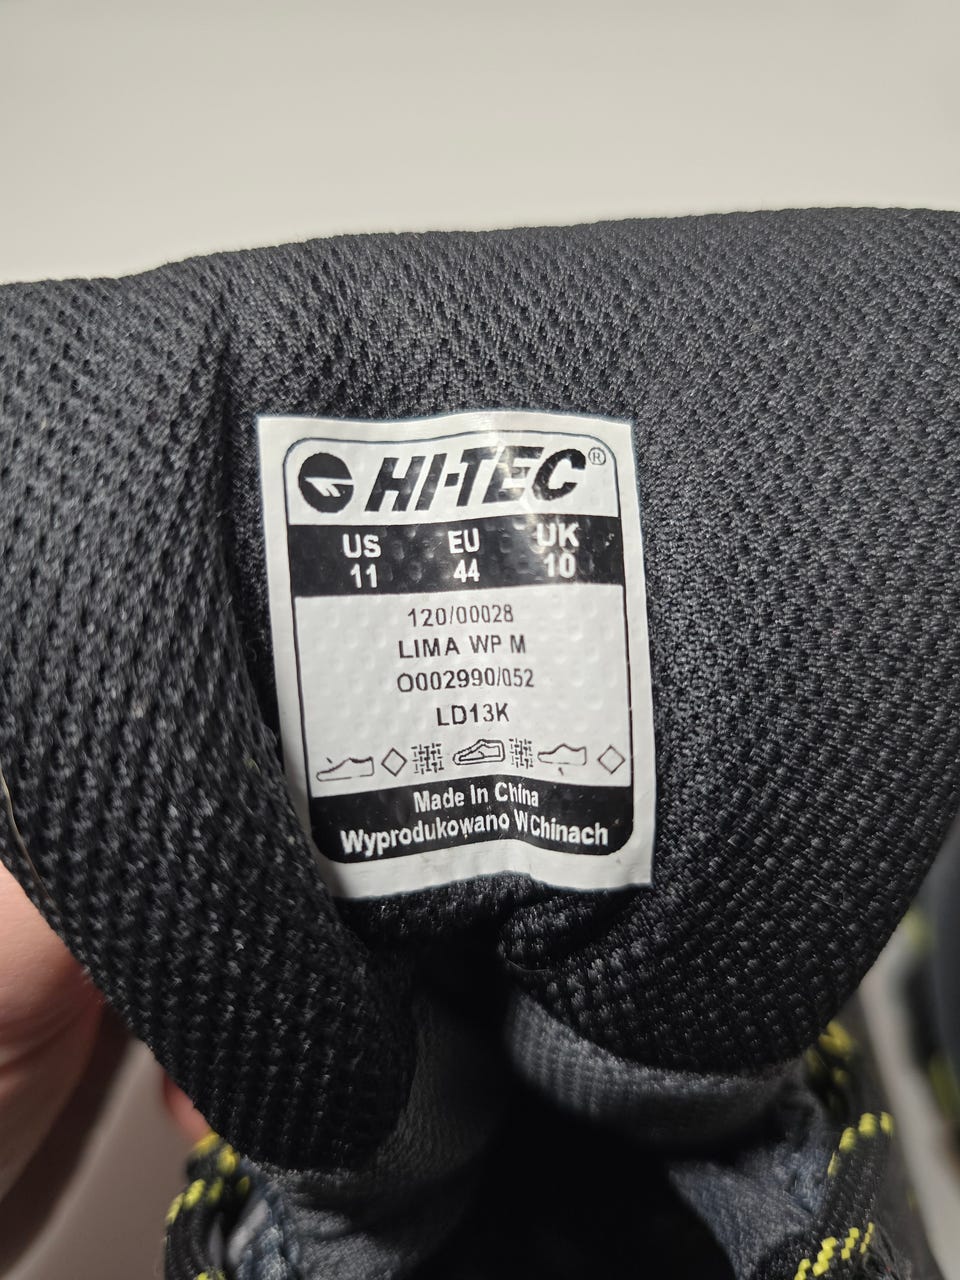 HI-TEC®
US EU UK
11 44 10
120/00028
LIMA WP M
O002990/052
LD13K
Made In China
Wyprodukowano W Chinach